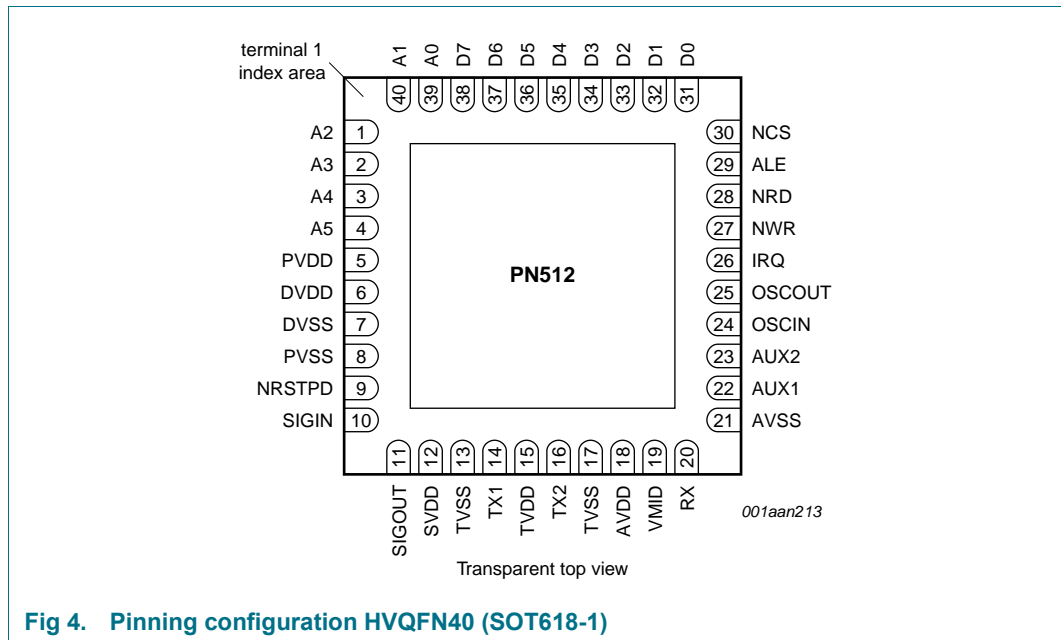 terminal 1
index area
A1
A0
D7
D6
D5
D4
D3
D2
D1
D0
40
39
38
37
36
35
34
33
32
31
A2 1
A3 2
A4 3
A5 4
PVDD 5
DVDD 6
DVSS 7
PVSS 8
NRSTPD 9
SIGIN 10
PN512
30 NCS
29 ALE
28 NRD
27 NWR
26 IRQ
25 OSCOUT
24 OSCIN
23 AUX2
22 AUX1
21 AVSS
11
12
13
14
15
16
17
18
19
20
SIGOUT
SVDD
TVSS
TX1
TVDD
TX2
TVSS
AVDD
VMID
RX
001aan213
Transparent top view
Fig 4. Pinning configuration HVQFN40 (SOT618-1)